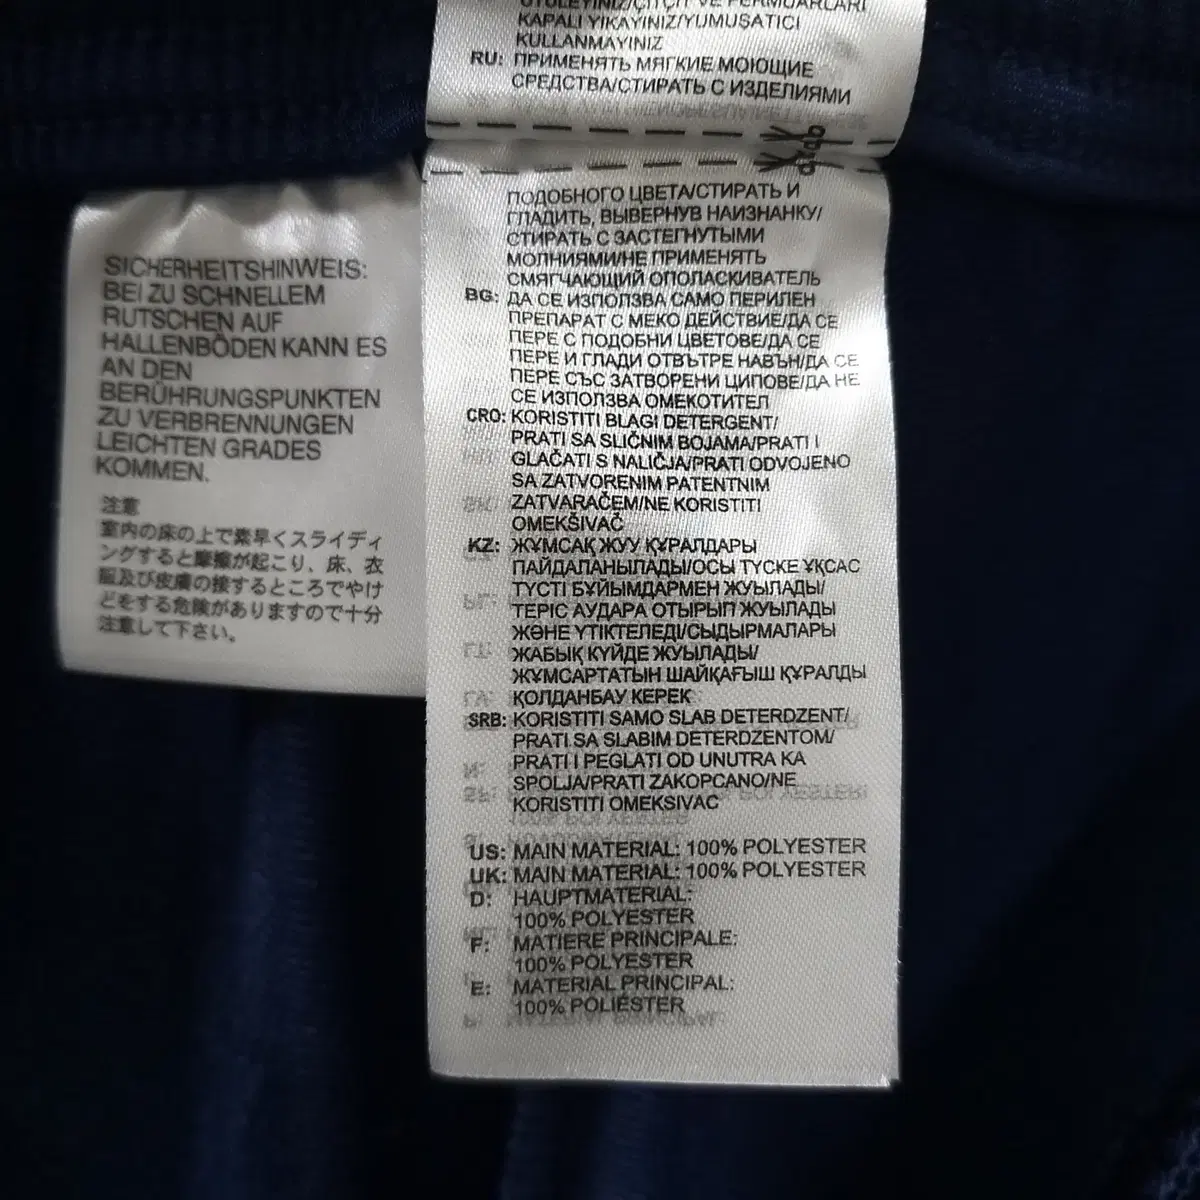 ÜTÜLEYİNİZ/ÇITÇIT VE FERMUARLARI
KAPALI YIKAYINIZ/YUMUŞATICI
KULLANMAYINIZ
RU: ПРИМЕНЯТЬ МЯГКИЕ МОЮЩИЕ
СРЕДСТВА/СТИРАТЬ С ИЗДЕЛИЯМИ
ПОДОБНОГО ЦВЕТА/СТИРАТЬ И
ГЛАДИТЬ, ВЫВЕРНУВ НАИЗНАНКУ/
СТИРАТЬ С ЗАСТЕГНУТЫМИ
МОЛНИЯМИ/НЕ ПРИМЕНЯТЬ
СМЯГЧАЮЩИЙ ОПОЛАСКИВАТЕЛЬ
BG: ДА СЕ ИЗПОЛЗВА САМО ПЕРИЛЕН
ПРЕПАРАТ С МЕКО ДЕЙСТВИЕ/ДА СЕ
ПЕРЕ С ПОДОБНИ ЦВЕТОВЕ/ДА СЕ
ПЕРЕ И ГЛАДИ ОТВЪТРЕ НАВЪН/ДА СЕ
ПЕРЕ СЪС ЗАТВОРЕНИ ЦИПОВЕ/ДА НЕ
СЕ ИЗПОЛЗВА ОМЕКОТИТЕЛ
CRO: KORISTITI BLAGI DETERGENT/
PRATI SA SLIČNIM BOJAMA/PRATI I
GLAČATI S NALIČJA/PRATI ODVOJENO
SA ZATVORENIM PATENTNIM
ZATVARAČEM/NE KORISTITI
OMEKŠIVAČ
KZ: ЖҰМСАҚ ЖУУ ҚҰРАЛДАРЫ
ПАЙДАЛАНЫЛАДЫ/ОСЫ ТҮСКЕ ҰҚСАС
ТҮСТІ БҰЙЫМДАРМЕН ЖУЫЛАДЫ/
ТЕРІС АУДАРА ОТЫРЫП ЖУЫЛАДЫ
ЖӘНЕ ҮТІКТЕЛЕДІ/СЫДЫРМАЛАРЫ
ЖАБЫҚ КҮЙДЕ ЖУЫЛАДЫ/
ЖҰМСАРТАТЫН ШАЙҚАҒЫШ ҚҰРАЛДЫ
ҚОЛДАНБАУ КЕРЕК
SRB: KORISTITI SAMO SLAB DETERDZENT/
PRATI SA SLABIM DETERDZENTOM/
PRATI I PEGLATI OD UNUTRA KA
SPOLJA/PRATI ZAKOPCANO/NE
KORISTITI OMEKSIVAC
US: MAIN MATERIAL: 100% POLYESTER
UK: MAIN MATERIAL: 100% POLYESTER
D: HAUPTMATERIAL:
100% POLYESTER
F: MATIERE PRINCIPALE:
100% POLYESTER
E: MATERIAL PRINCIPAL:
100% POLIÉSTER
SICHERHEITSHINWEIS:
BEI ZU SCHNELLEM
RUTSCHEN AUF
HALLENBÖDEN KANN ES
AN DEN
BERÜHRUNGSPUNKTEN
ZU VERBRENNUNGEN
LEICHTEN GRADES
KOMMEN.
注意
室内の床の上で素早くスライディ
ングすると摩擦が起こり、床、衣
服及び皮膚の接するところでやけ
どをする危険がありますので十分
注意して下さい。